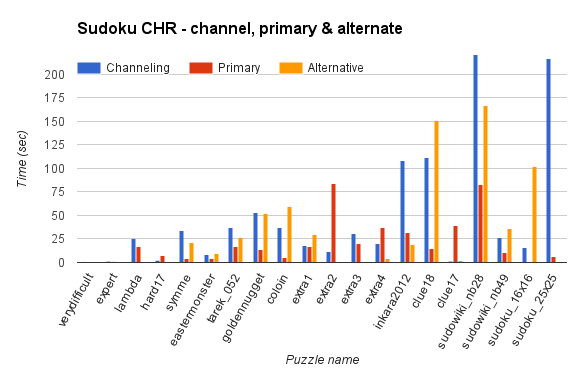 Sudoku CHR - channel, primary & alternate
Channeling Primary Alternative
200
175
150
125
100
75
50
25
0
Time (sec)
verydifficult
expert
lambda
hard17
symme
eastermonster
tarek_052
goldennugget
coloin
extra1
extra2
extra3
extra4
inkara2012
clue18
clue17
sudowiki_nb28
sudowiki_nb49
sudoku_16x16
sudoku_25x25
Puzzle name